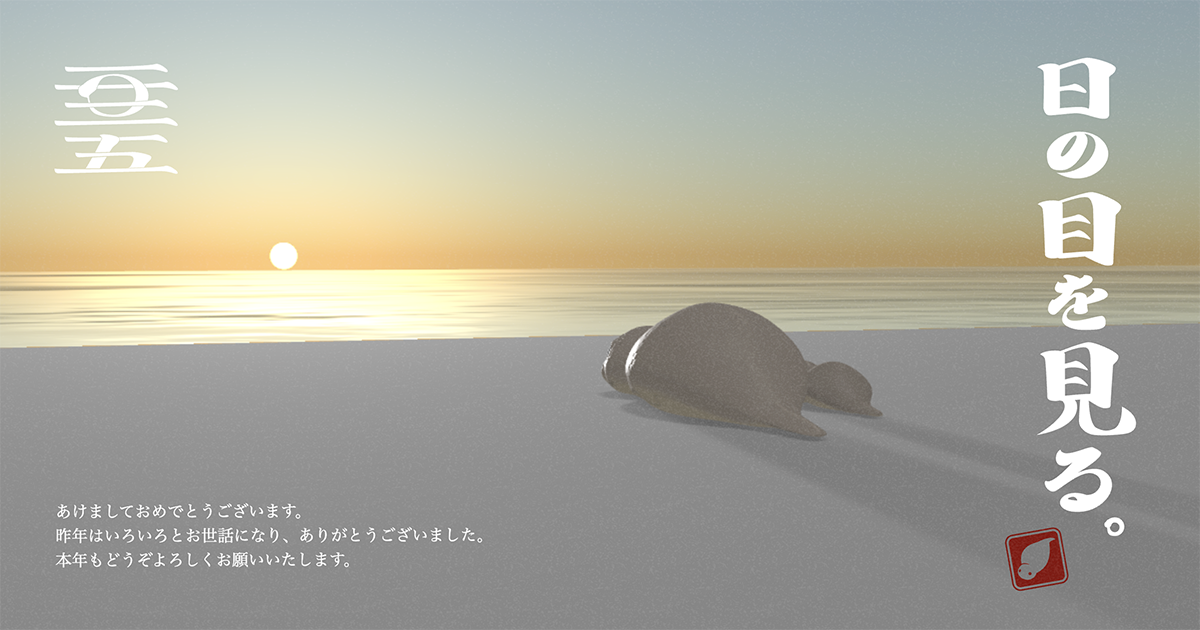 二〇二五
日の目を見る。
あけましておめでとうございます。
昨年はいろいろとお世話になり、ありがとうございました。
本年もどうぞよろしくお願いいたします。